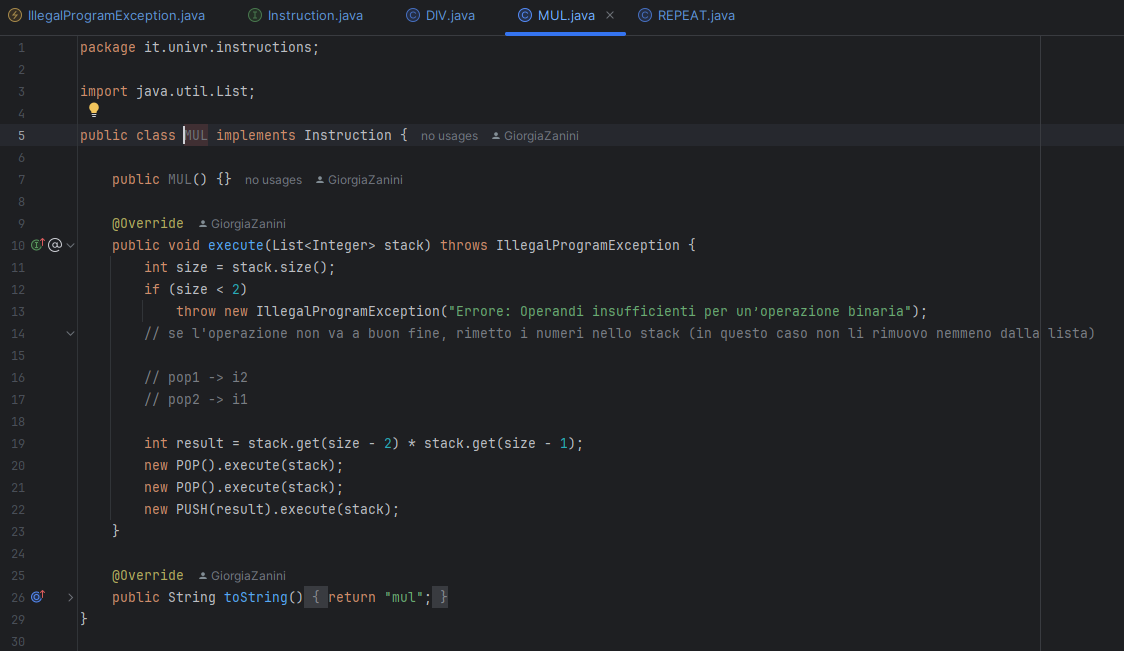 IllegalProgramException.java Instruction.java DIV.java MUL.java REPEAT.java
1 package it.univr.instructions;
2
3 import java.util.List;
4
5 public class MUL implements Instruction { no usages GiorgiaZanini
6
7 public MUL() {} no usages GiorgiaZanini
8
9 @Override GiorgiaZanini
10 public void execute(List<Integer> stack) throws IllegalProgramException {
11 int size = stack.size();
12 if (size < 2)
13 throw new IllegalProgramException("Errore: Operandi insufficienti per un'operazione binaria");
14 // se l'operazione non va a buon fine, rimetto i numeri nello stack (in questo caso non li rimuovo nemmeno dalla lista)
15
16 // pop1 -> i2
17 // pop2 -> i1
18
19 int result = stack.get(size - 2) * stack.get(size - 1);
20 new POP().execute(stack);
21 new POP().execute(stack);
22 new PUSH(result).execute(stack);
23 }
24
25 @Override GiorgiaZanini
26 public String toString() { return "mul"; }
29 }
30